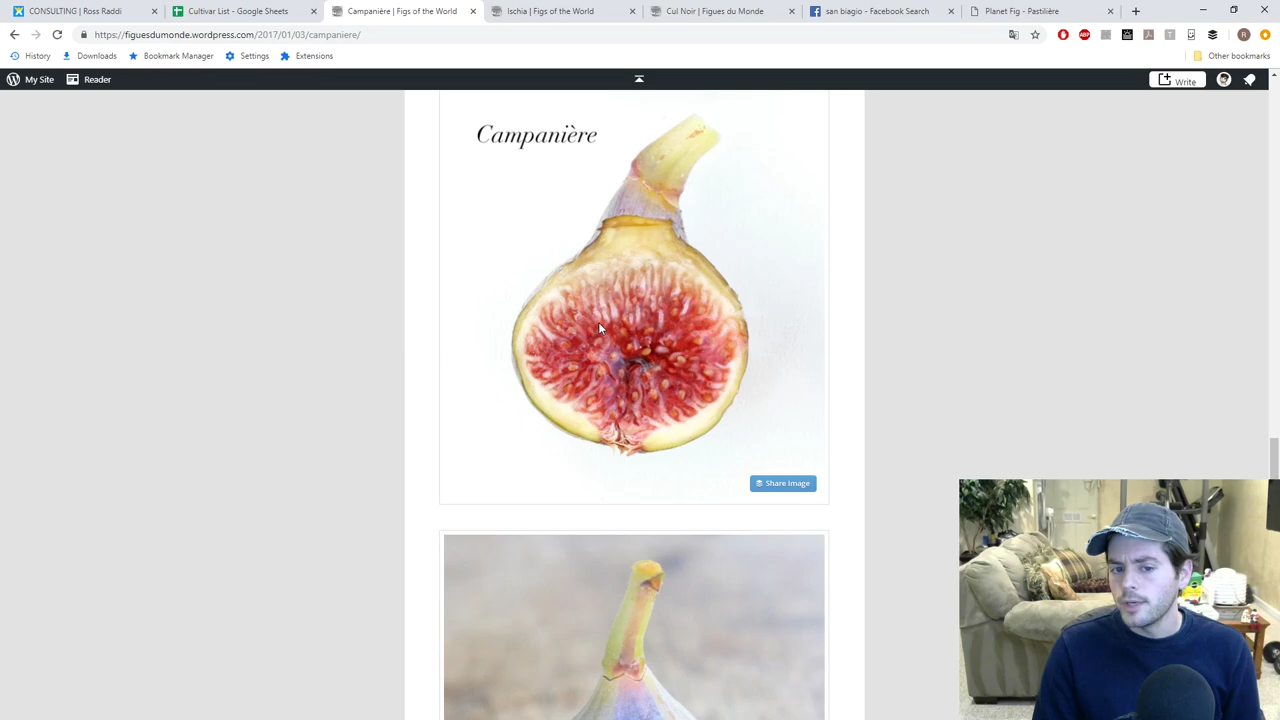 CONSULTING | Ross Raddi
Cultivar List - Google Sheets
Campanière | Figs of the World
Ischia | Figs of the World
Cul Noir | Figues du Monde
san biagio - Facebook Search
Planet Fig - Pastilière
https://figuesdumonde.wordpress.com/2017/01/03/campaniere/
History
Downloads
Bookmark Manager
Settings
Extensions
Other bookmarks
My Site
Reader
Write
Campanière
Share Image